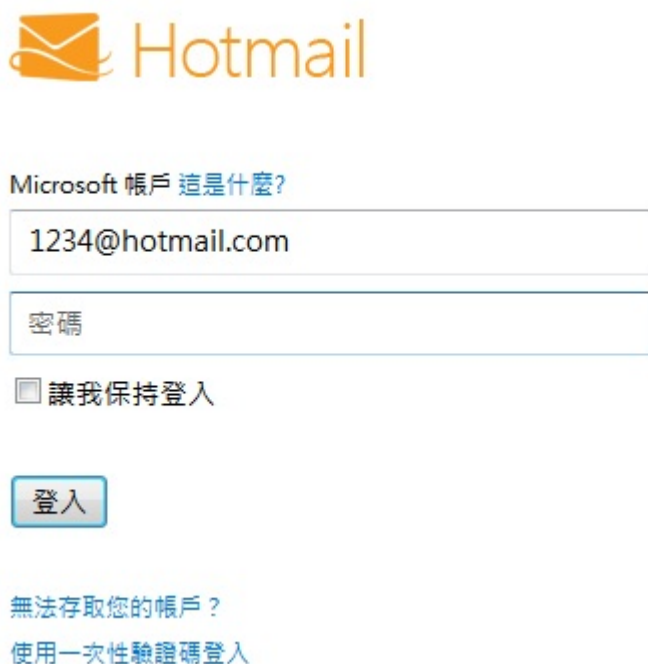 Hotmail
Microsoft 帳戶 這是什麼?
1234@hotmail.com
密碼
讓我保持登入
登入
無法存取您的帳戶？
使用一次性驗證碼登入